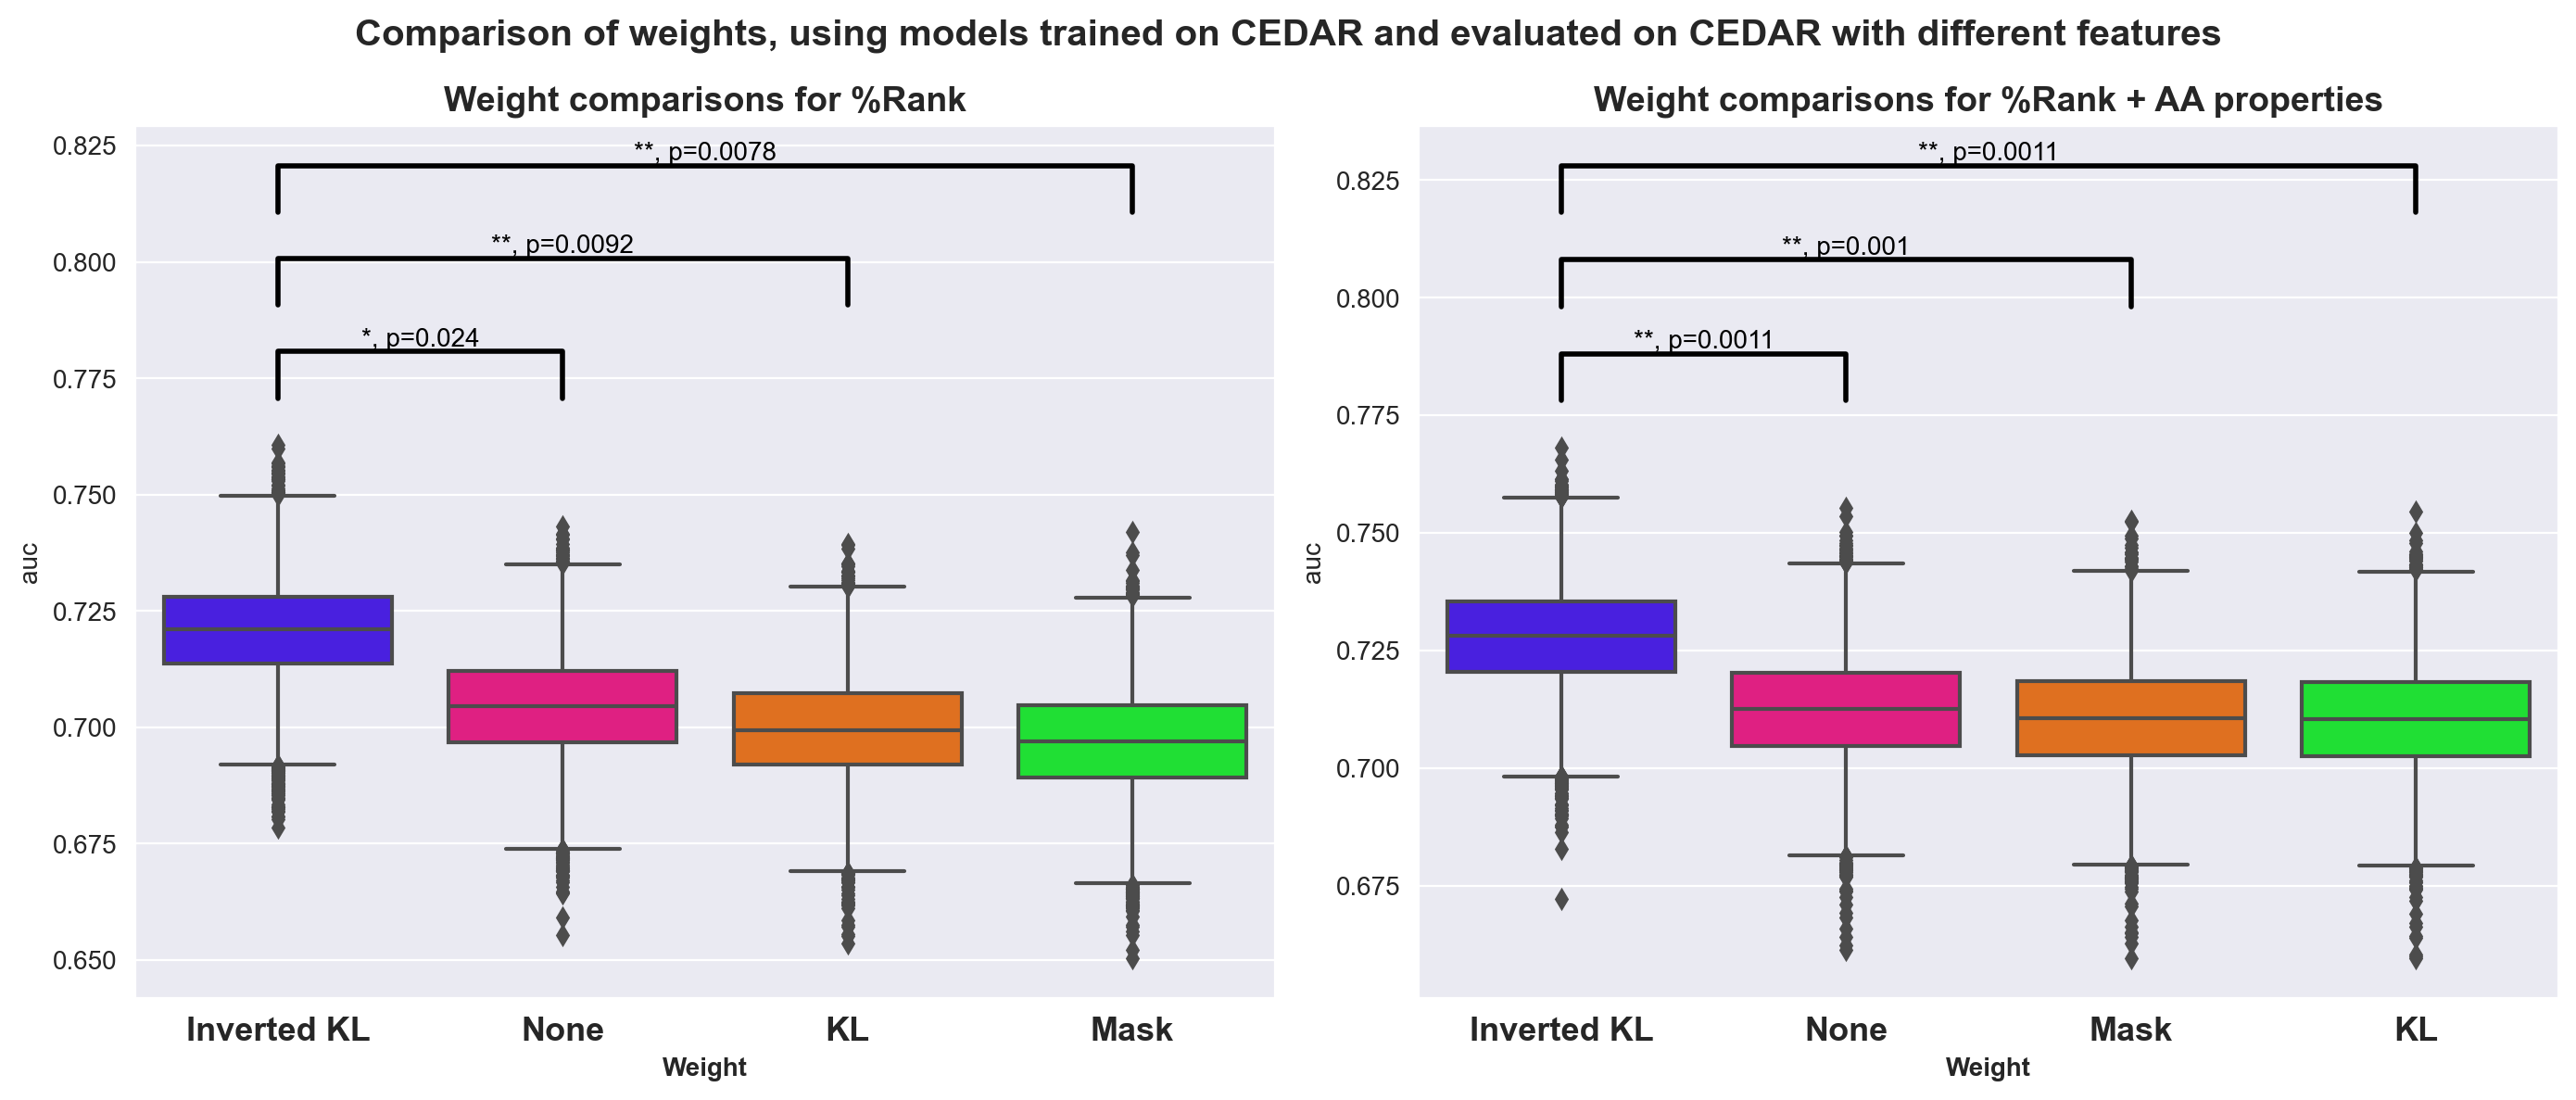 Comparison of weights, using models trained on CEDAR and evaluated on CEDAR with different features
Weight comparisons for %Rank
0.825
0.800
0.775
0.750
0.725
0.700
0.675
0.650
auc
**, p=0.0078
**, p=0.0092
*, p=0.024
Inverted KL
None
KL
Mask
Weight
Weight comparisons for %Rank + AA properties
0.825
0.800
0.775
0.750
0.725
0.700
0.675
auc
**, p=0.0011
**, p=0.001
**, p=0.0011
Inverted KL
None
Mask
KL
Weight